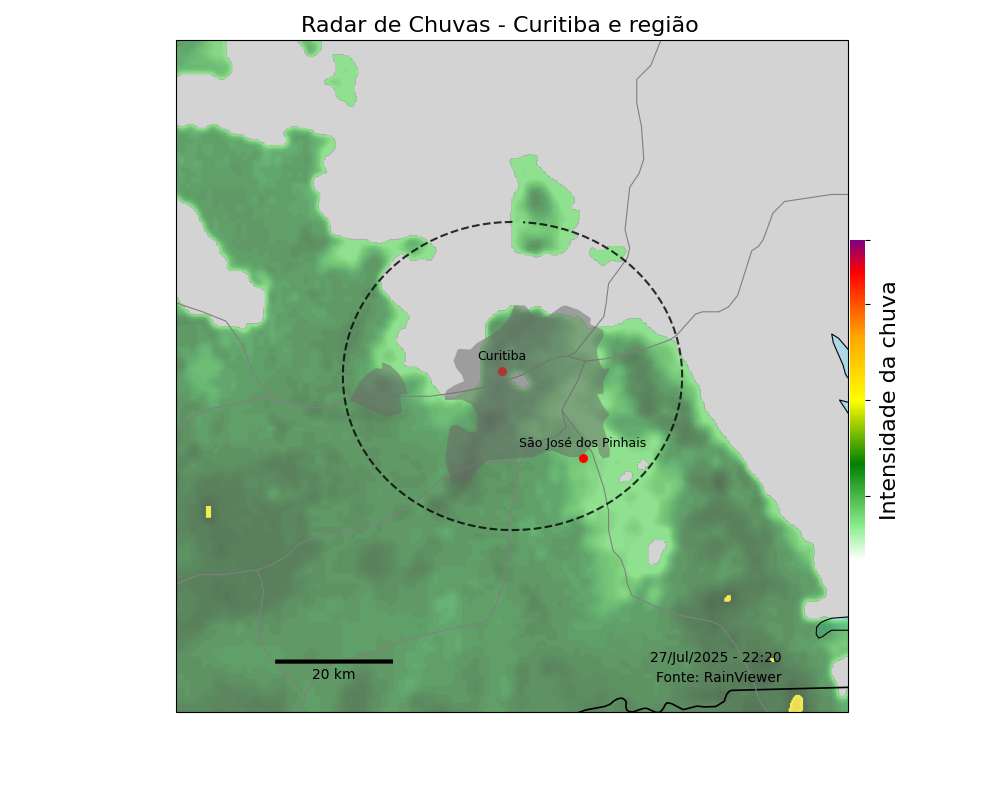 Radar de Chuvas - Curitiba e região
Curitiba
São José dos Pinhais
Intensidade da chuva
27/Jul/2025 - 22:20
20 km
Fonte: RainViewer